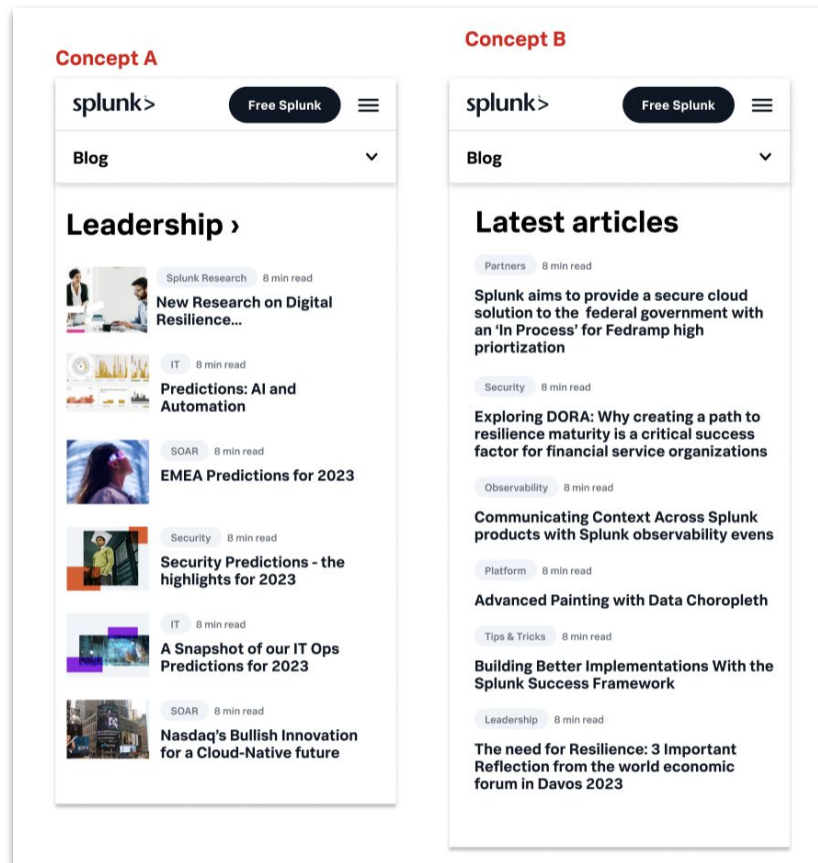 Concept A
splunk>
Free Splunk
Blog
Leadership ›
Splunk Research 8 min read
New Research on Digital
Resilience...
IT 8 min read
Predictions: AI and
Automation
SOAR 8 min read
EMEA Predictions for 2023
Security 8 min read
Security Predictions - the
highlights for 2023
IT 8 min read
A Snapshot of our IT Ops
Predictions for 2023
SOAR 8 min read
Nasdaq's Bullish Innovation
for a Cloud-Native future
Concept B
splunk>
Free Splunk
Blog
Latest articles
Partners 8 min read
Splunk aims to provide a secure cloud
solution to the federal government with
an 'In Process' for Fedramp high
priortization
Security 8 min read
Exploring DORA: Why creating a path to
resilience maturity is a critical success
factor for financial service organizations
Observability 8 min read
Communicating Context Across Splunk
products with Splunk observability evens
Platform 8 min read
Advanced Painting with Data Choropleth
Tips & Tricks 8 min read
Building Better Implementations With the
Splunk Success Framework
Leadership 8 min read
The need for Resilience: 3 Important
Reflection from the world economic
forum in Davos 2023